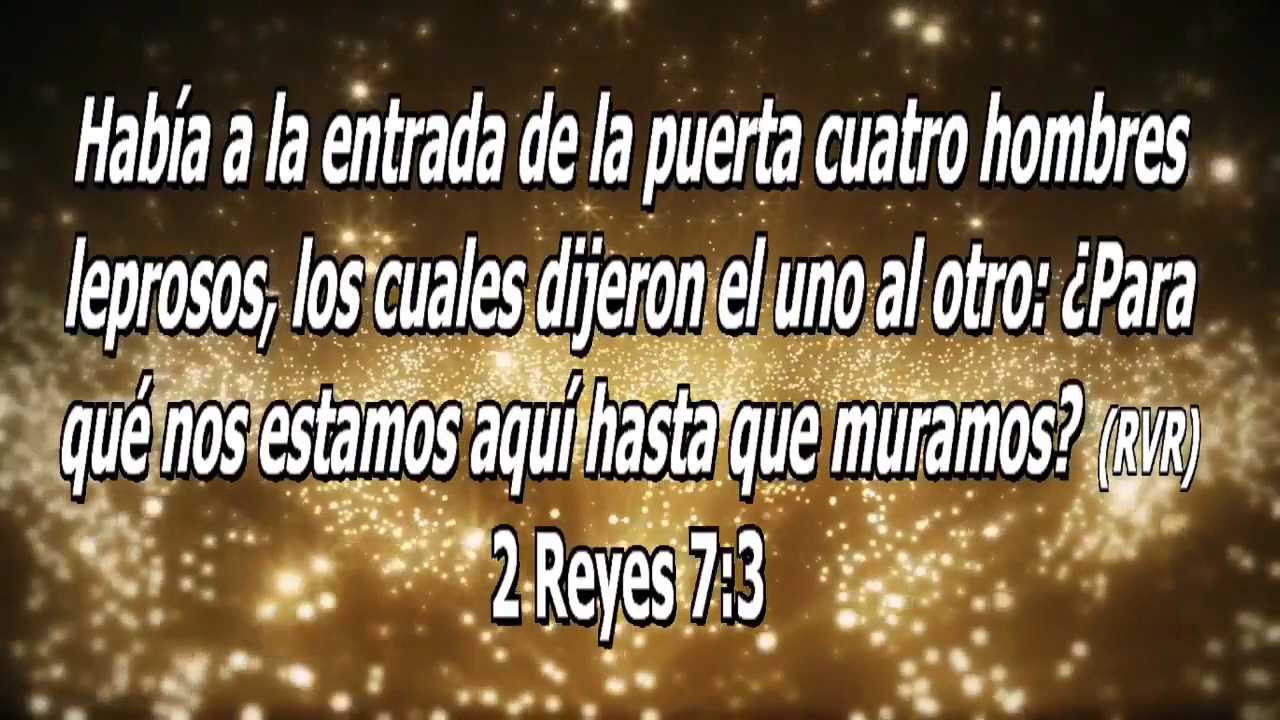 Había a la entrada de la puerta cuatro hombres
leprosos, los cuales dijeron el uno al otro: ¿Para
qué nos estamos aquí hasta que muramos? (RVR)
2 Reyes 7:3